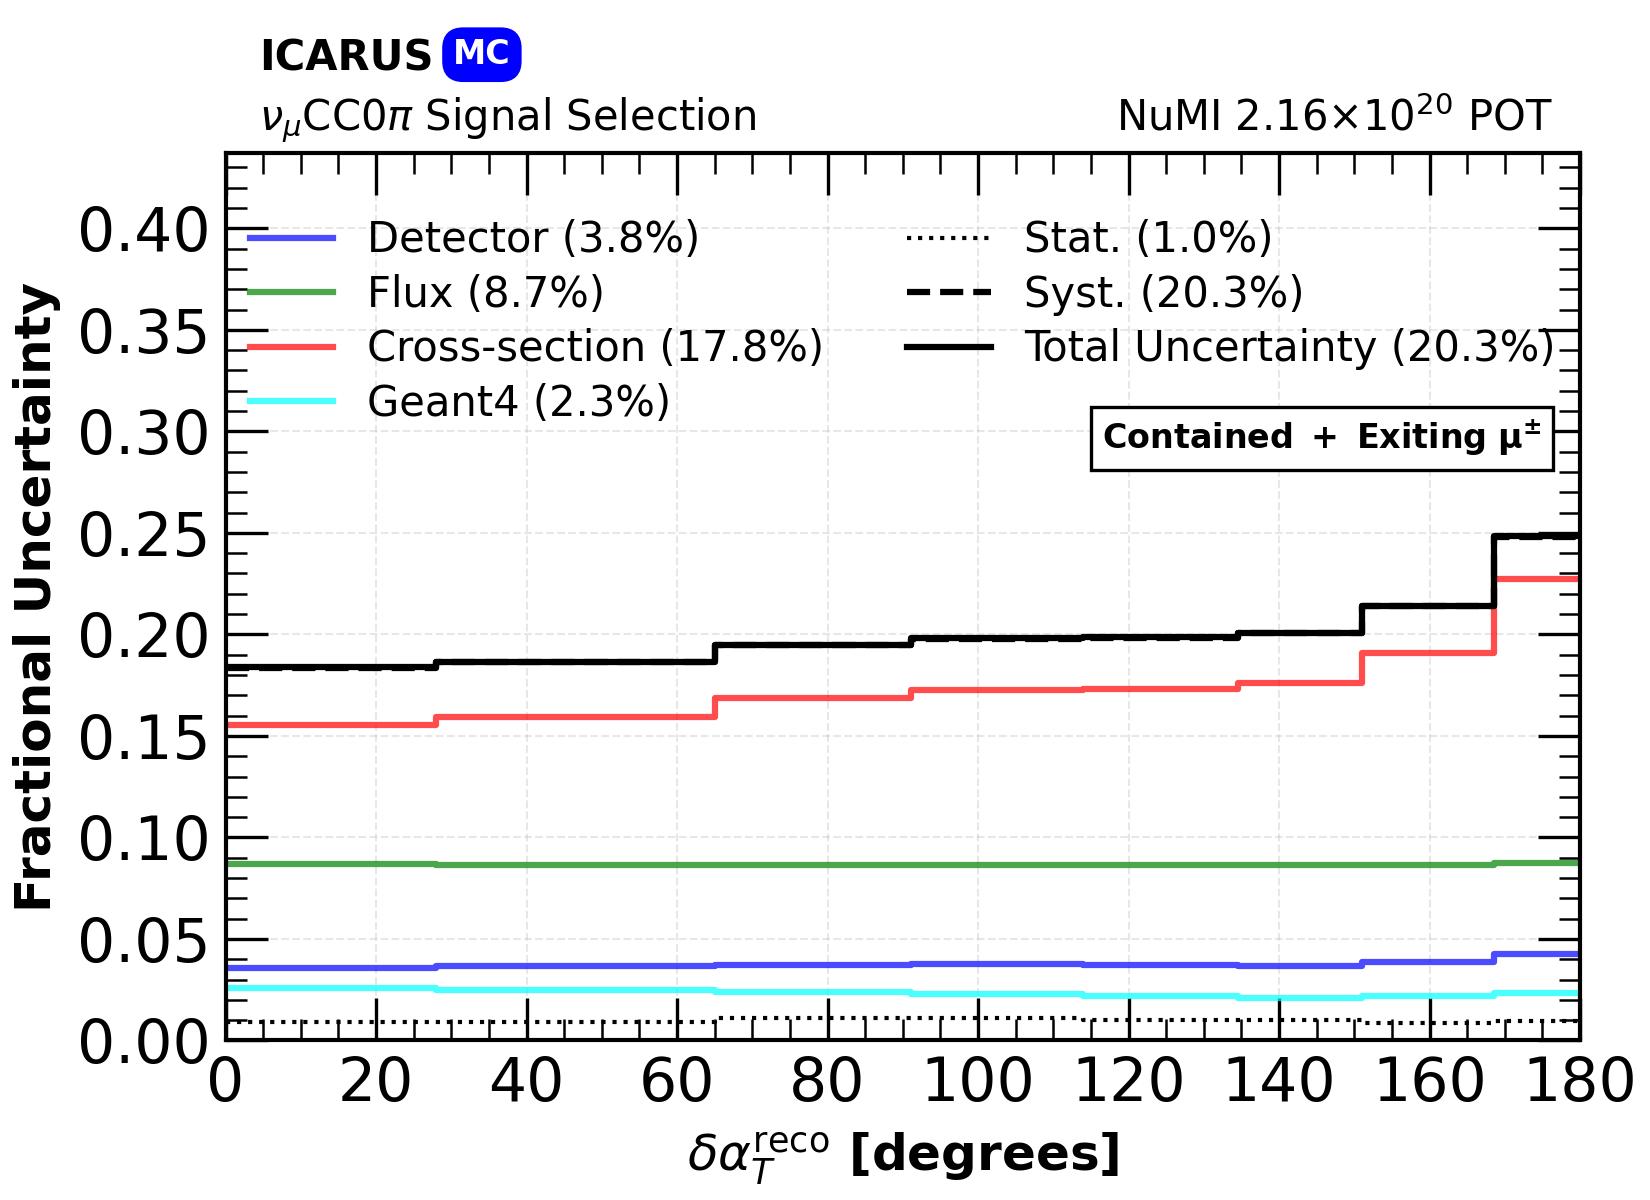 ICARUS MC
νμCC0π Signal Selection
NuMI 2.16×10²⁰ POT
Fractional Uncertainty
0.40
0.35
0.30
0.25
0.20
0.15
0.10
0.05
0.00
Detector (3.8%)
Flux (8.7%)
Cross-section (17.8%)
Geant4 (2.3%)
Stat. (1.0%)
Syst. (20.3%)
Total Uncertainty (20.3%)
Contained + Exiting μ±
0 20 40 60 80 100 120 140 160 180
δα_T^reco [degrees]